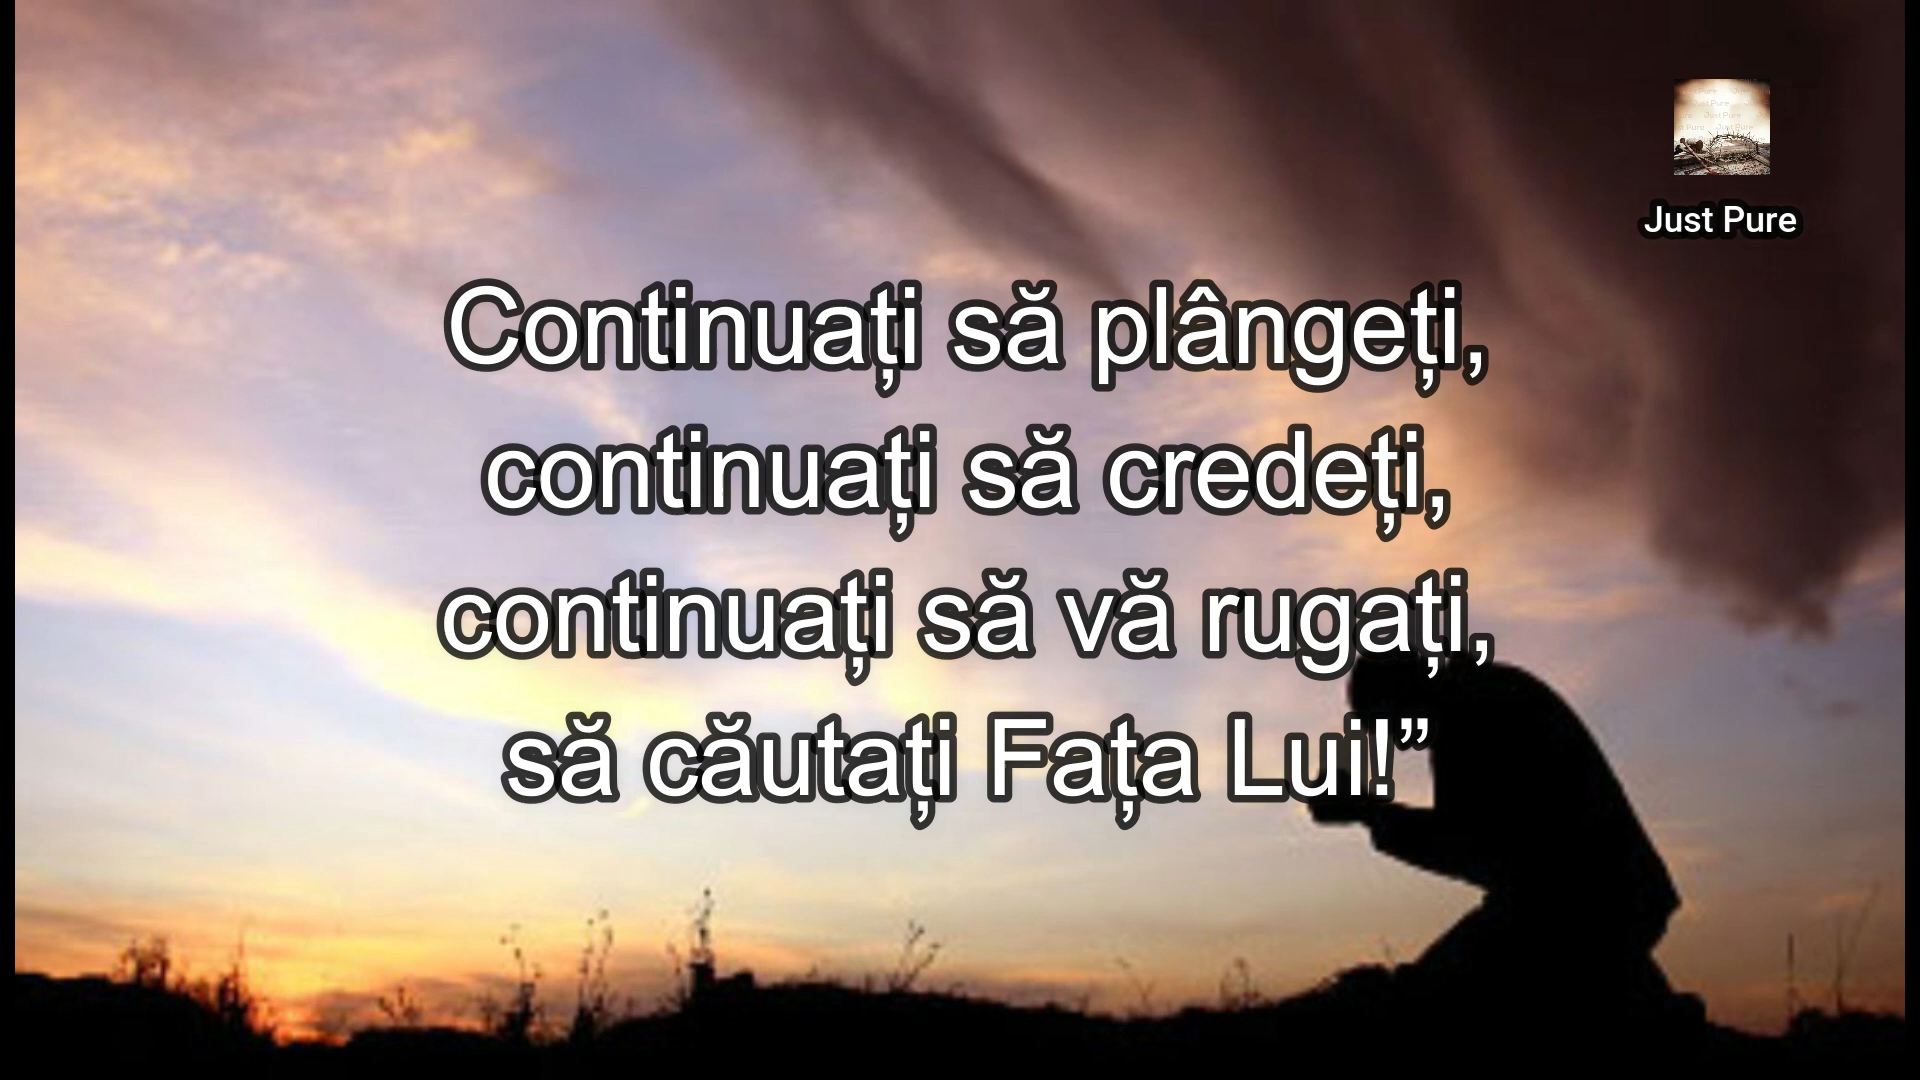 Just Pure
Continuați să plângeți,
continuați să credeți,
continuați să vă rugați,
să căutați Fața Lui!”